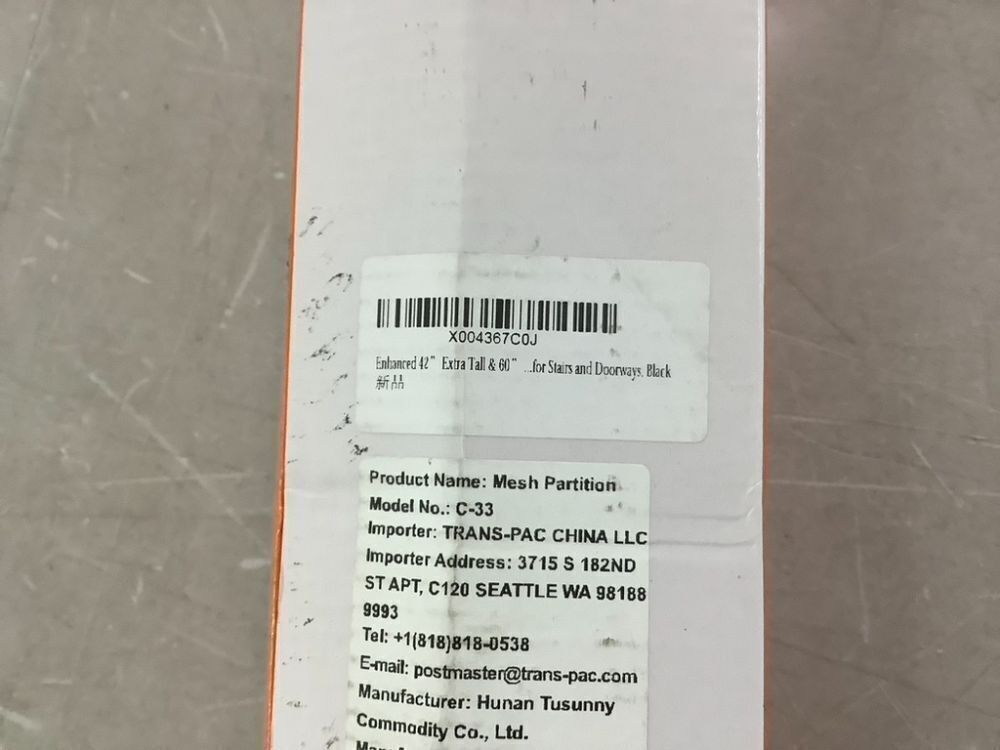 X004367C0J
Enhanced 42" Extra Tall & 60" ...for Stairs and Doorways, Black
新品
Product Name: Mesh Partition
Model No.: C-33
Importer: TRANS-PAC CHINA LLC
Importer Address: 3715 S 182ND
ST APT, C120 SEATTLE WA 98188
9993
Tel: +1(818)818-0538
E-mail: postmaster@trans-pac.com
Manufacturer: Hunan Tusunny
Commodity Co., Ltd.